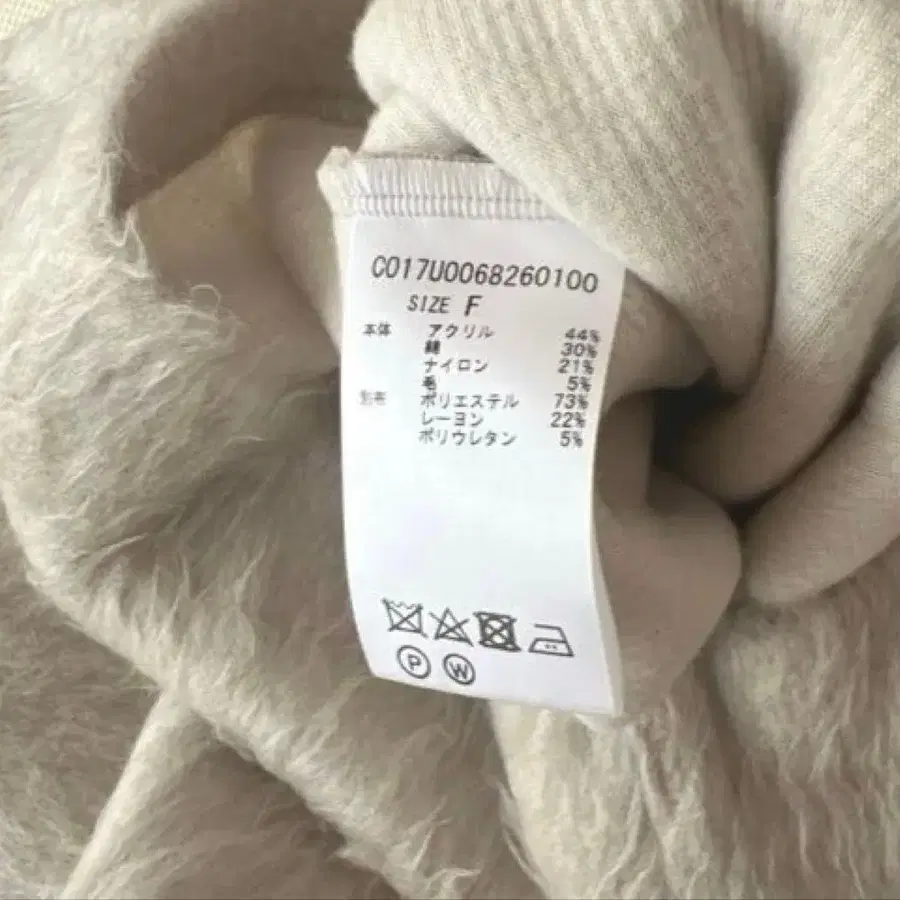 C017U0068260100
SIZE F
本体 アクリル 44%
綿 30%
ナイロン 21%
毛 5%
別布 ポリエステル 73%
レーヨン 22%
ポリウレタン 5%
P W